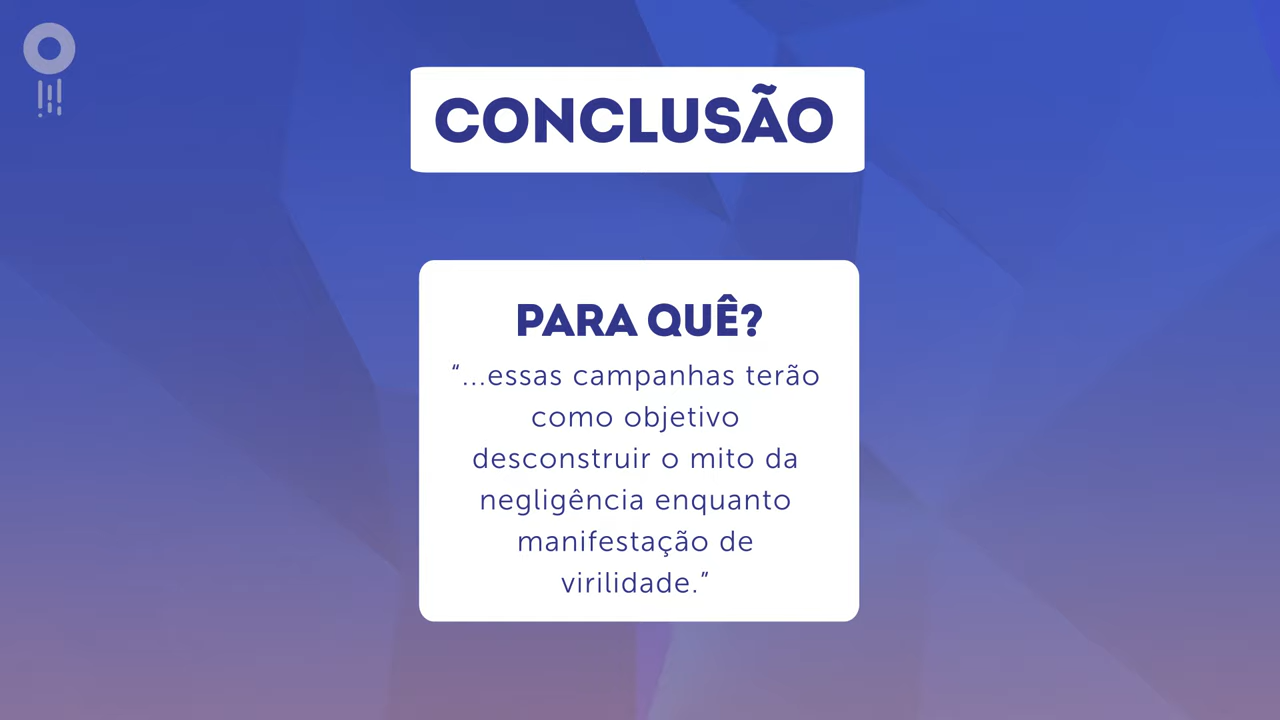 CONCLUSÃO
PARA QUÊ?
“...essas campanhas terão
como objetivo
desconstruir o mito da
negligência enquanto
manifestação de
virilidade.”